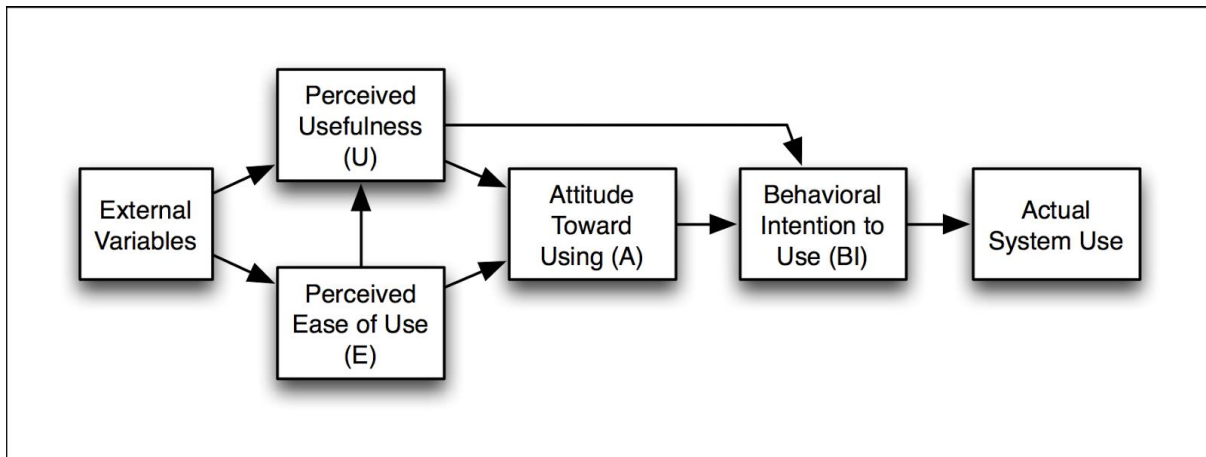 External
Variables
Perceived
Usefulness
(U)
Perceived
Ease of Use
(E)
Attitude
Toward
Using (A)
Behavioral
Intention to
Use (BI)
Actual
System Use